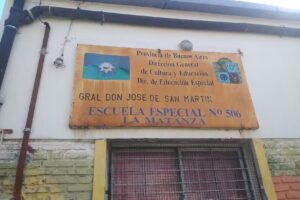 Provincia de Buenos Aires
Dirección General
de Cultura y Educación
Dir. de Educación Especial
GRAL DON JOSE DE SAN MARTIN
ESCUELA ESPECIAL Nº 506
LA MATANZA